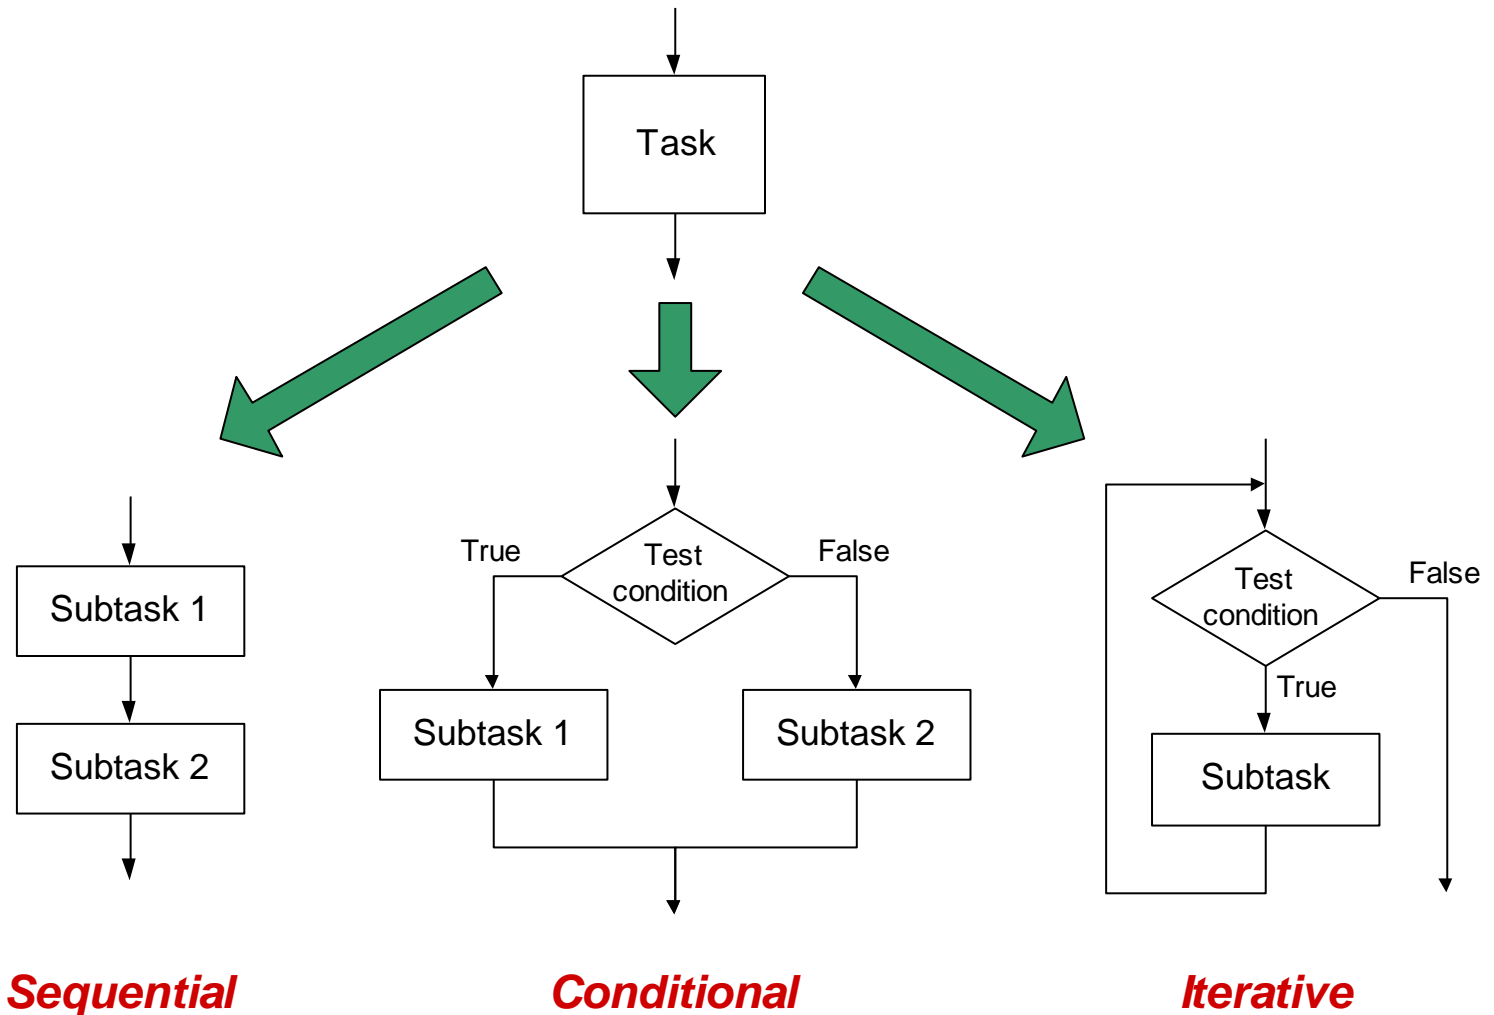 Task
Subtask 1
Subtask 2
Sequential
True
Test
condition
False
Subtask 1
Subtask 2
Conditional
Test
condition
False
True
Subtask
Iterative